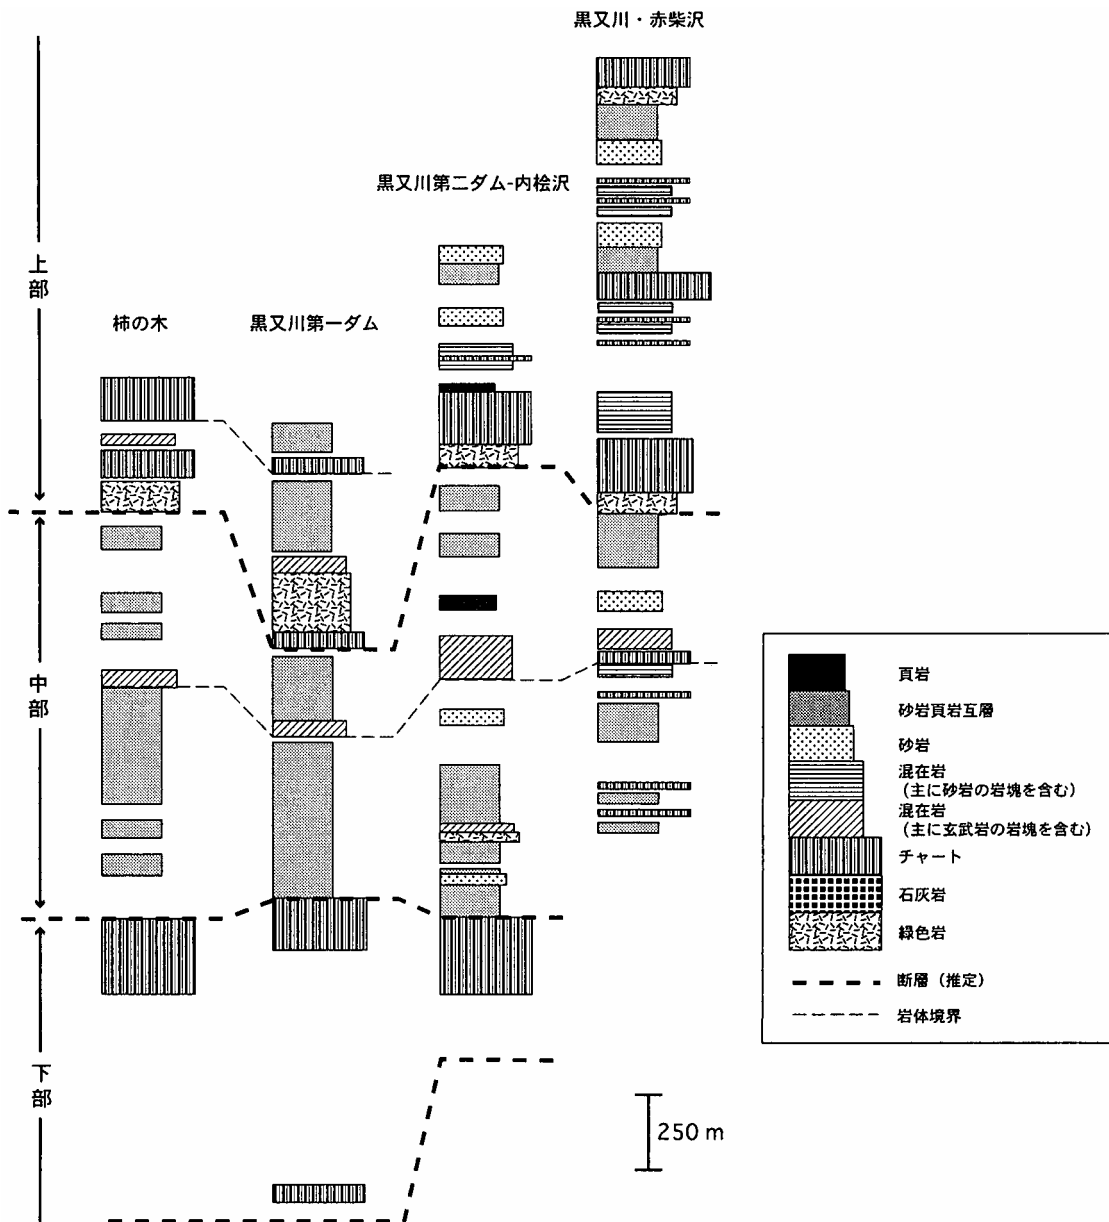 黒又川・赤柴沢
黒又川第二ダム-内桧沢
柿の木
黒又川第一ダム
上部
中部
下部
頁岩
砂岩頁岩互層
砂岩
混在岩
(主に砂岩の岩塊を含む)
混在岩
(主に玄武岩の岩塊を含む)
チャート
石灰岩
緑色岩
断層（推定）
岩体境界
250 m